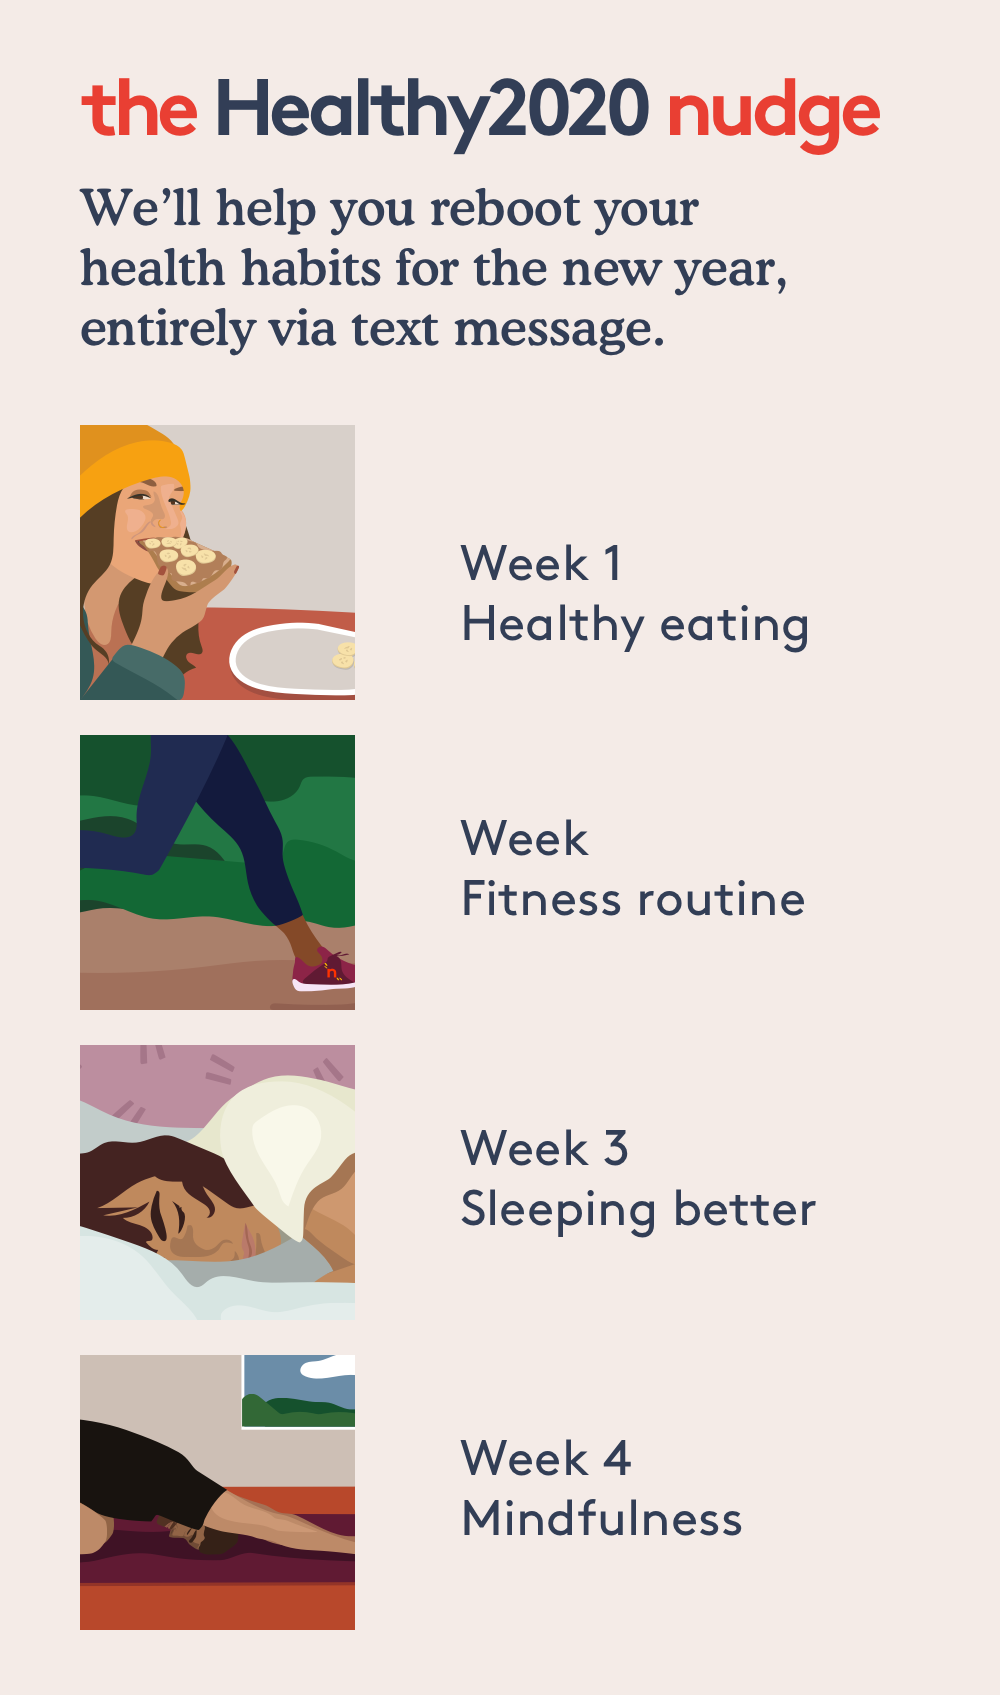 the Healthy2020 nudge
We’ll help you reboot your
health habits for the new year,
entirely via text message.
Week 1
Healthy eating
Week
Fitness routine
n
Week 3
Sleeping better
Week 4
Mindfulness